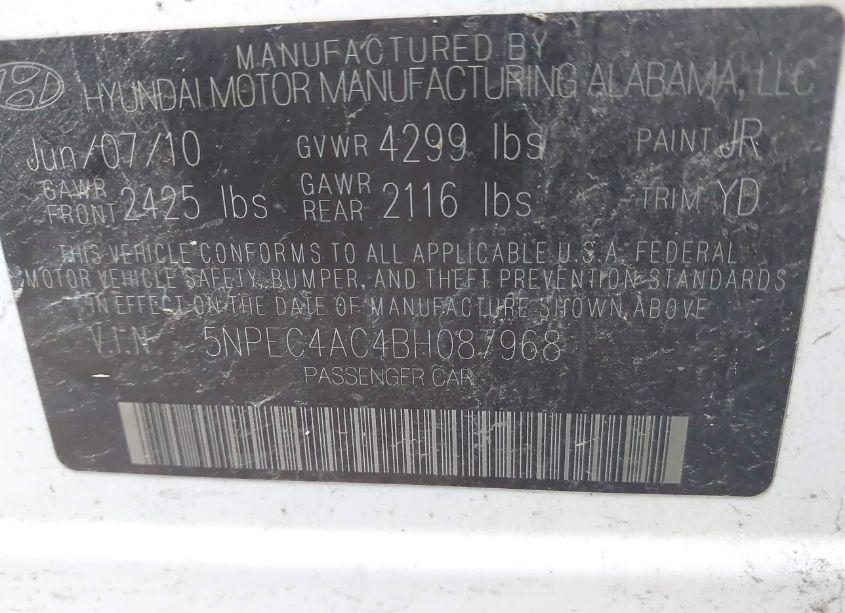 MANUFACTURED BY
HYUNDAI MOTOR MANUFACTURING ALABAMA, LLC
Jun/07/10 GVWR 4299 lbs PAINT JR
GAWR FRONT 2425 lbs GAWR REAR 2116 lbs TRIM YD
THIS VEHICLE CONFORMS TO ALL APPLICABLE U.S.A. FEDERAL
MOTOR VEHICLE SAFETY, BUMPER, AND THEFT PREVENTION STANDARDS
IN EFFECT ON THE DATE OF MANUFACTURE SHOWN ABOVE
V.I.N. 5NPEC4AC4BH087968
PASSENGER CAR